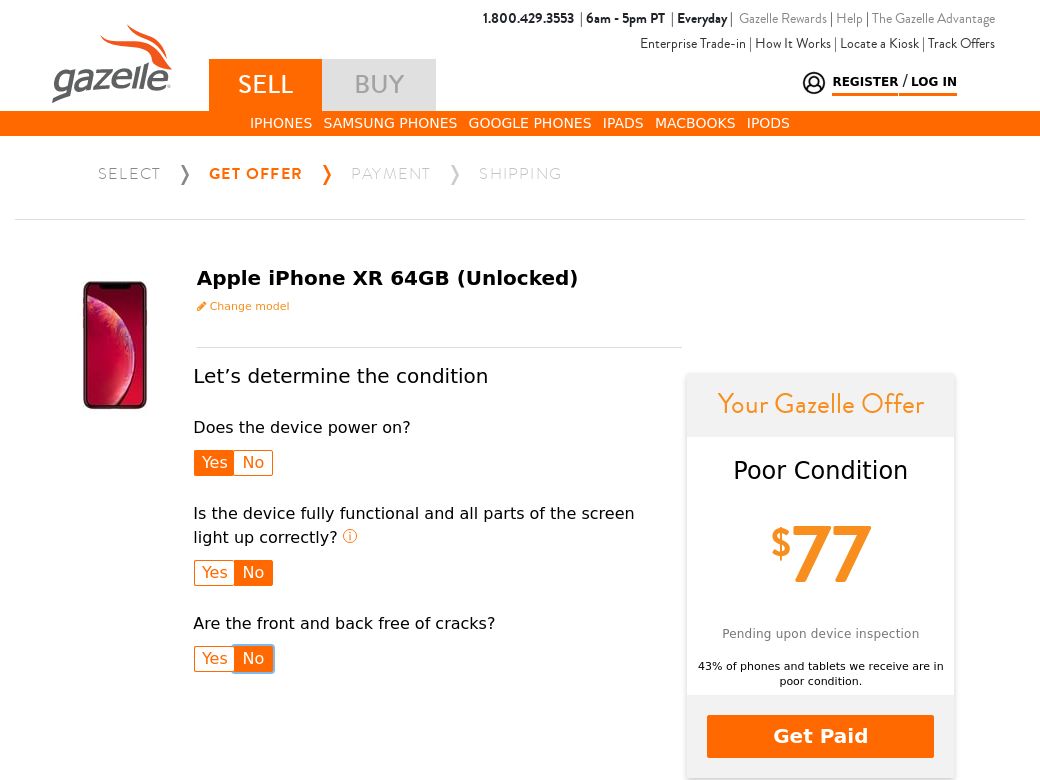 1.800.429.3553 | 6am - 5pm PT | Everyday | Gazelle Rewards | Help | The Gazelle Advantage
Enterprise Trade-in | How It Works | Locate a Kiosk | Track Offers
gazelle
SELL BUY
REGISTER / LOG IN
IPHONES SAMSUNG PHONES GOOGLE PHONES IPADS MACBOOKS IPODS
SELECT GET OFFER PAYMENT SHIPPING
Apple iPhone XR 64GB (Unlocked)
Change model
Let’s determine the condition
Does the device power on?
Yes No
Is the device fully functional and all parts of the screen
light up correctly?
Yes No
Are the front and back free of cracks?
Yes No
Your Gazelle Offer
Poor Condition
$77
Pending upon device inspection
43% of phones and tablets we receive are in
poor condition.
Get Paid